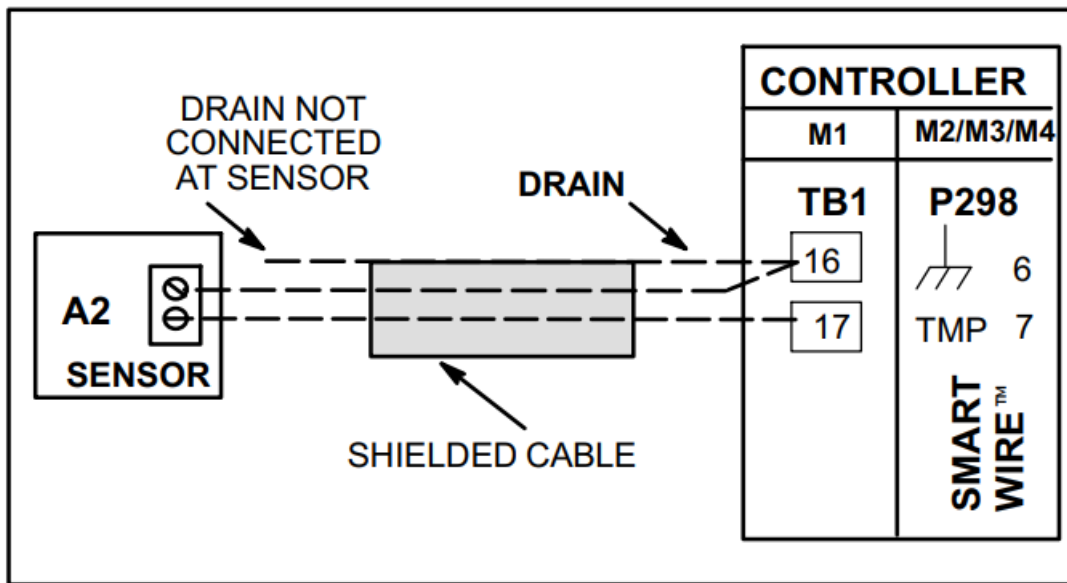 DRAIN NOT
CONNECTED
AT SENSOR
DRAIN
A2
SENSOR
SHIELDED CABLE
CONTROLLER
M1 M2/M3/M4
TB1 P298
16 6
17 TMP 7
SMART
WIRE™